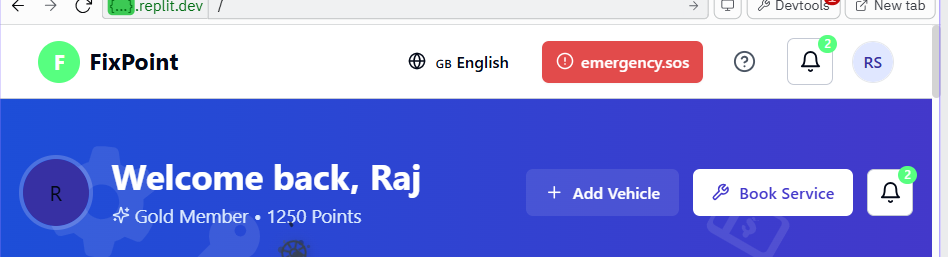 {...}.replit.dev /
Devtools
New tab
F FixPoint
GB English
emergency.sos
2
RS
R
Welcome back, Raj
Gold Member • 1250 Points
+ Add Vehicle
Book Service
2